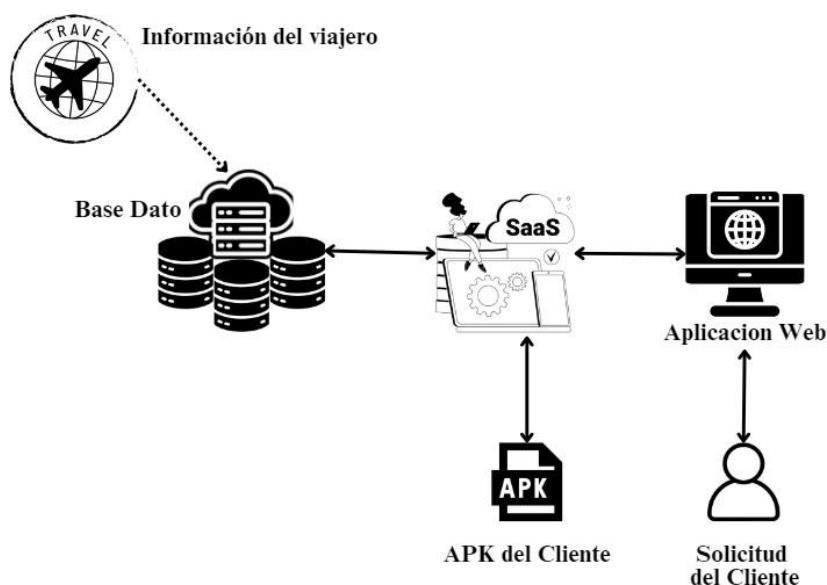 TRAVEL
Información del viajero
Base Dato
SaaS
Aplicacion Web
APK
APK del Cliente
Solicitud
del Cliente